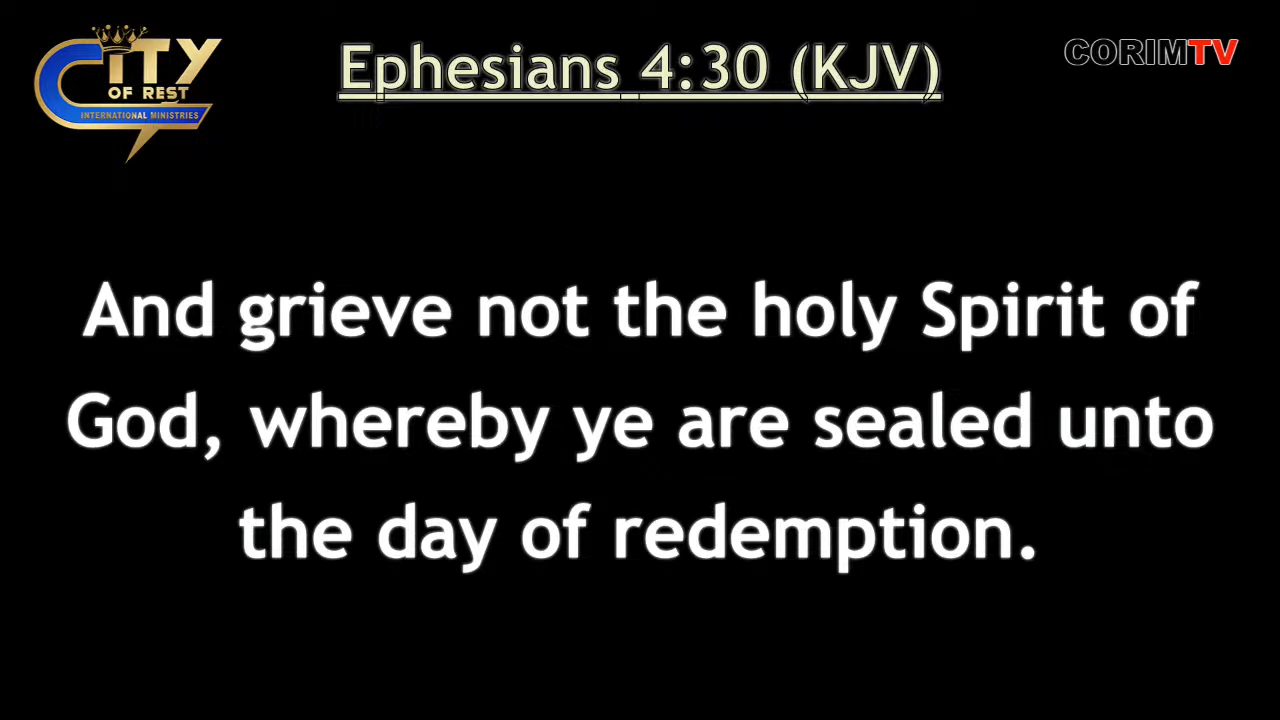 CiTY
OF REST
INTERNATIONAL MINISTRIES
Ephesians 4:30 (KJV)
CORIMTV
And grieve not the holy Spirit of
God, whereby ye are sealed unto
the day of redemption.